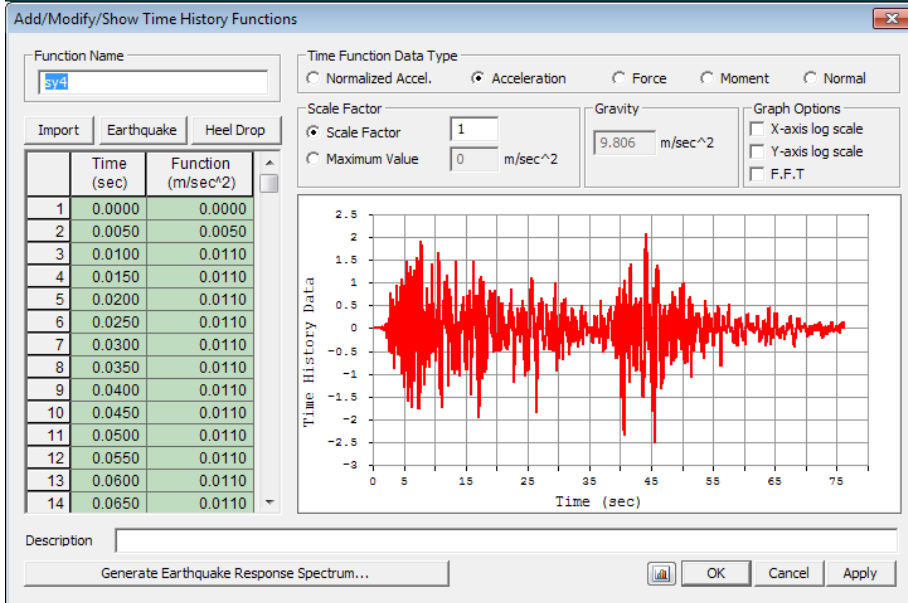 Add/Modify/Show Time History Functions
Function Name
sy4
Time Function Data Type
Normalized Accel. Acceleration Force Moment Normal
Scale Factor
Scale Factor 1
Maximum Value 0 m/sec^2
Gravity
9.806 m/sec^2
Graph Options
X-axis log scale
Y-axis log scale
F.F.T
Import Earthquake Heel Drop
Time (sec) Function (m/sec^2)
1 0.0000 0.0000
2 0.0050 0.0050
3 0.0100 0.0110
4 0.0150 0.0110
5 0.0200 0.0110
6 0.0250 0.0110
7 0.0300 0.0110
8 0.0350 0.0110
9 0.0400 0.0110
10 0.0450 0.0110
11 0.0500 0.0110
12 0.0550 0.0110
13 0.0600 0.0110
14 0.0650 0.0110
Time History Data
2.5
2
1.5
1
0.5
0
-0.5
-1
-1.5
-2
-2.5
-3
0 5 15 25 35 45 55 65 75
Time (sec)
Description
Generate Earthquake Response Spectrum... OK Cancel Apply